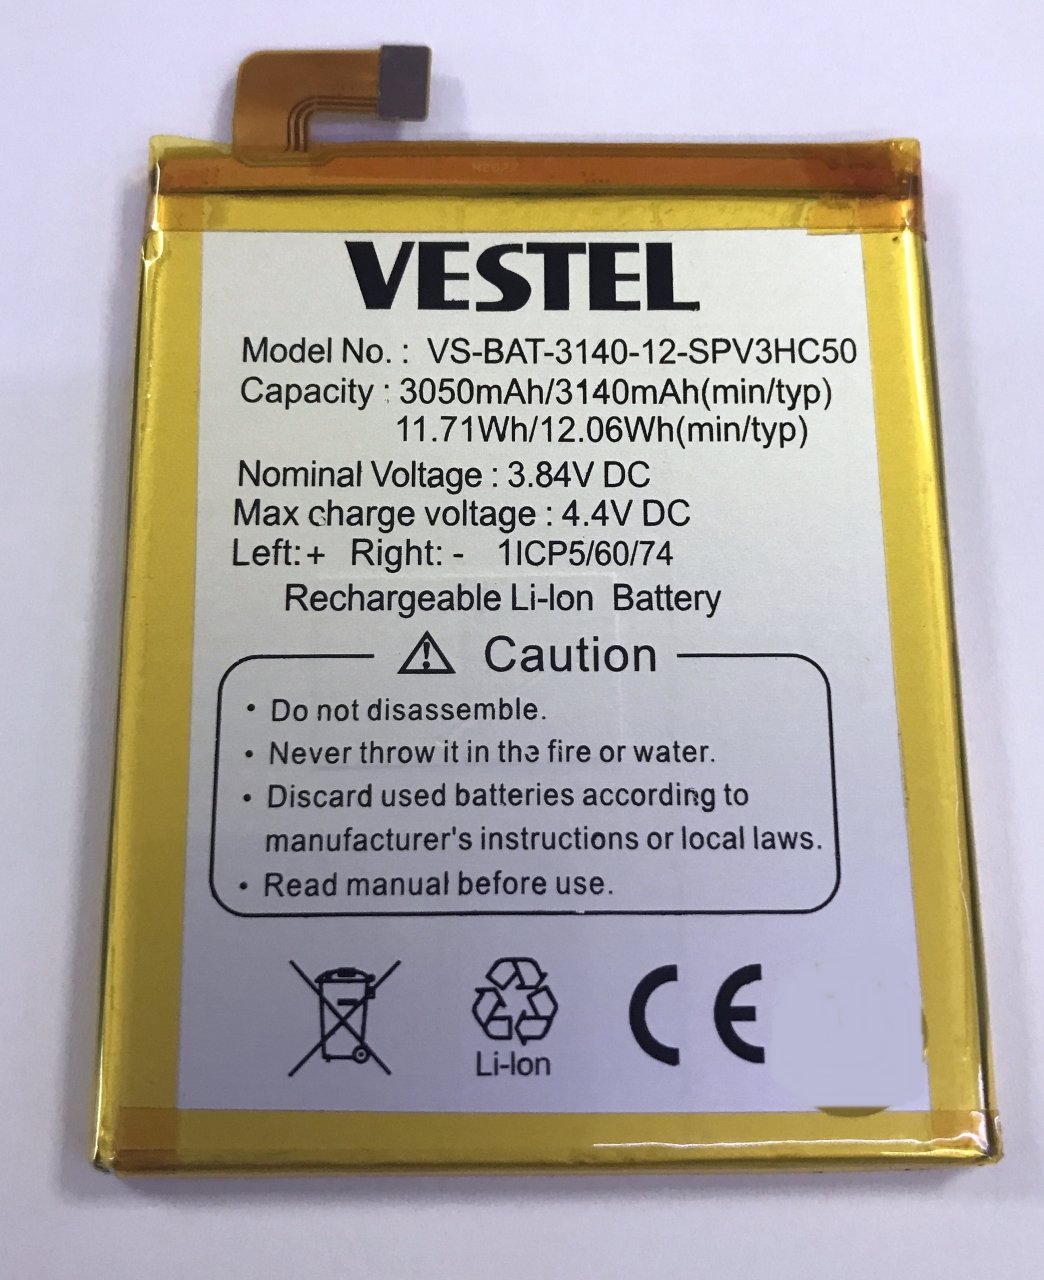 VESTEL
Model No. : VS-BAT-3140-12-SPV3HC50
Capacity : 3050mAh/3140mAh(min/typ)
11.71Wh/12.06Wh(min/typ)
Nominal Voltage : 3.84V DC
Max charge voltage : 4.4V DC
Left: + Right: - 1ICP5/60/74
Rechargeable Li-Ion Battery
Caution
• Do not disassemble.
• Never throw it in the fire or water.
• Discard used batteries according to
manufacturer's instructions or local laws.
• Read manual before use.
Li-Ion
CE